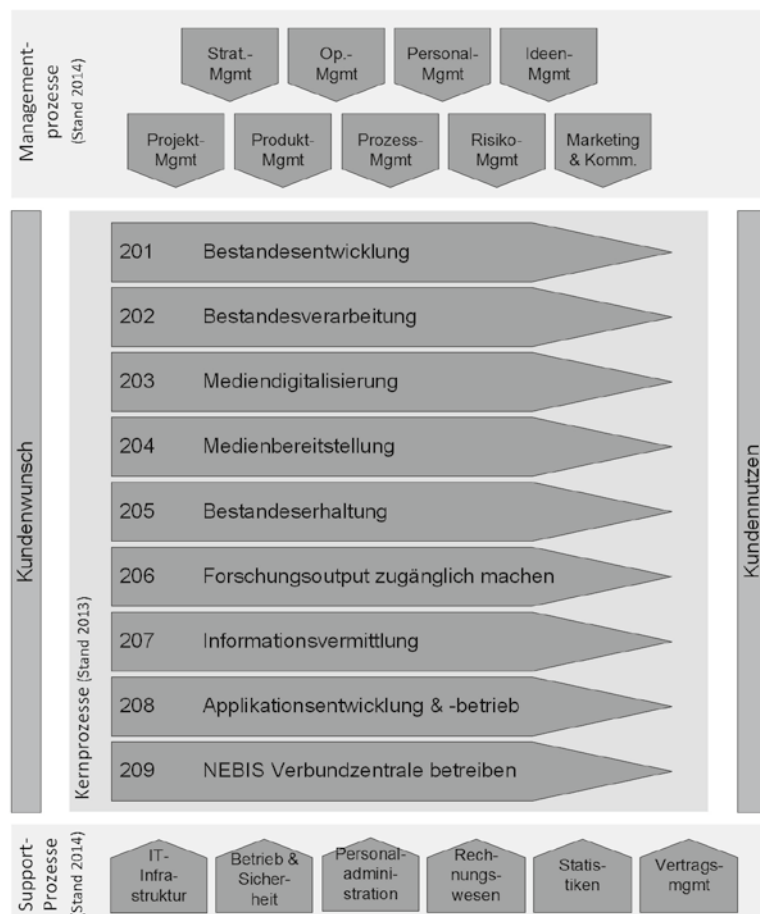 Management-
prozesse
(Stand 2014)
Strat.-
Mgmt
Op.-
Mgmt
Personal-
Mgmt
Ideen-
Mgmt
Projekt-
Mgmt
Produkt-
Mgmt
Prozess-
Mgmt
Risiko-
Mgmt
Marketing
& Komm.
Kundenwunsch
Kernprozesse (Stand 2013)
201 Bestandesentwicklung
202 Bestandesverarbeitung
203 Mediendigitalisierung
204 Medienbereitstellung
205 Bestandeserhaltung
206 Forschungsoutput zugänglich machen
207 Informationsvermittlung
208 Applikationsentwicklung & -betrieb
209 NEBIS Verbundzentrale betreiben
Kundennutzen
Support-
Prozesse
(Stand 2014)
IT-
Infra-
struktur
Betrieb &
Sicher-
heit
Personal-
admini-
stration
Rech-
nungs-
wesen
Statis-
tiken
Vertrags-
mgmt